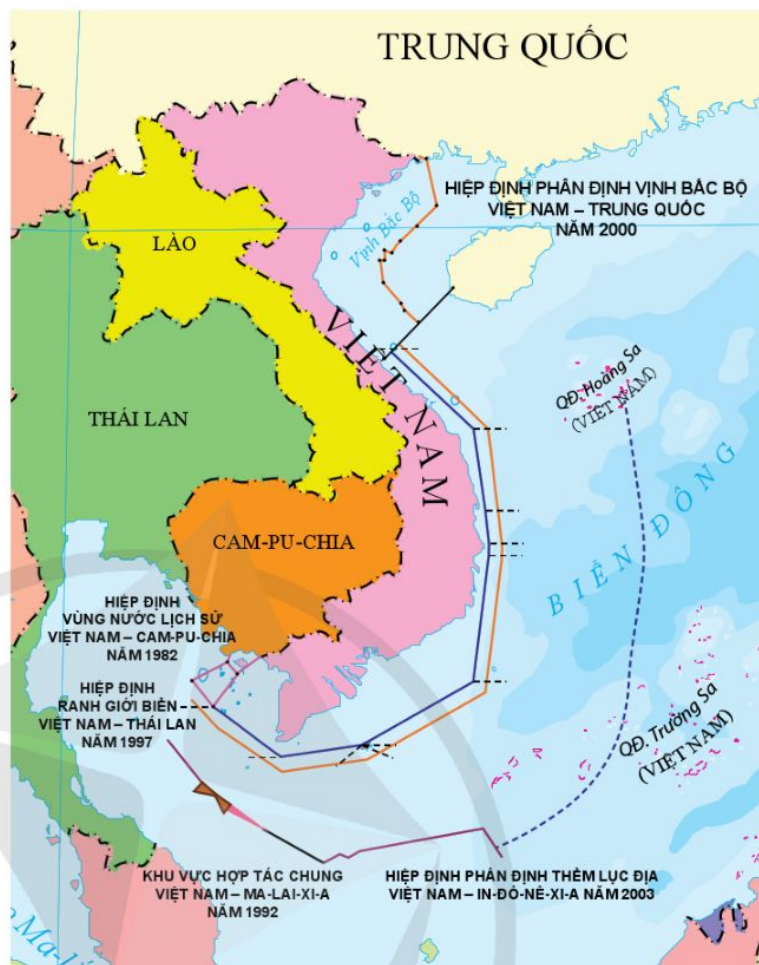 TRUNG QUỐC
HIỆP ĐỊNH PHÂN ĐỊNH VỊNH BẮC BỘ
VIỆT NAM – TRUNG QUỐC
NĂM 2000
Vịnh Bắc Bộ
LÀO
VIỆT NAM
QĐ. Hoàng Sa
(VIỆT NAM)
THÁI LAN
BIỂN ĐÔNG
CAM-PU-CHIA
HIỆP ĐỊNH
VÙNG NƯỚC LỊCH SỬ
VIỆT NAM – CAM-PU-CHIA
NĂM 1982
HIỆP ĐỊNH
RANH GIỚI BIỂN
VIỆT NAM – THÁI LAN
NĂM 1997
QĐ. Trường Sa
(VIỆT NAM)
KHU VỰC HỢP TÁC CHUNG
VIỆT NAM – MA-LAI-XI-A
NĂM 1992
HIỆP ĐỊNH PHÂN ĐỊNH THỀM LỤC ĐỊA
VIỆT NAM – IN-ĐÔ-NÊ-XI-A NĂM 2003